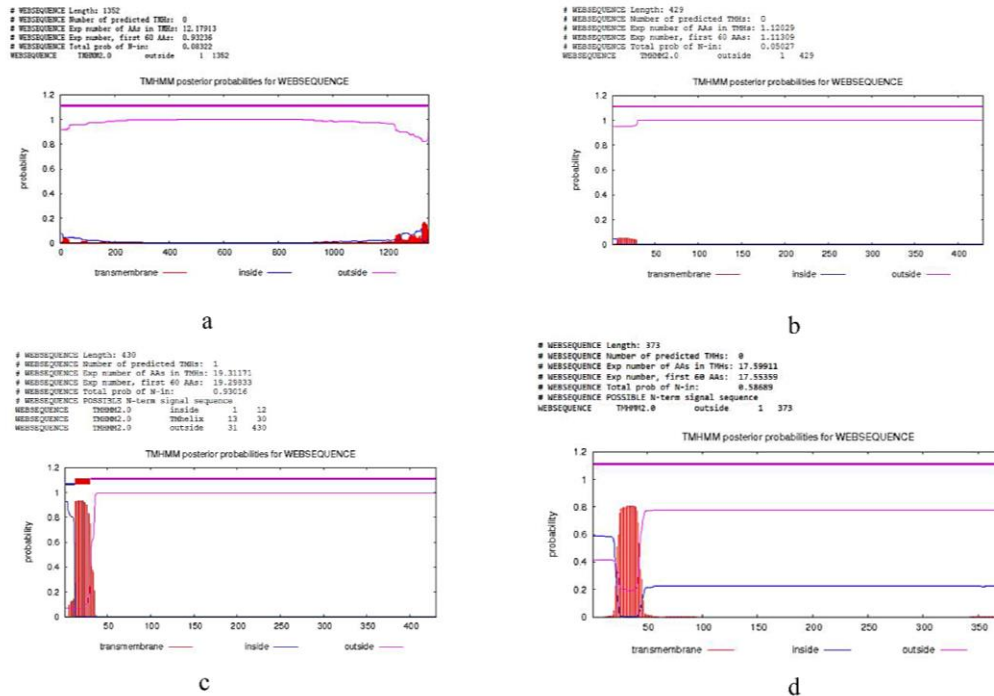 # WEBSEQUENCE Length: 1352
# WEBSEQUENCE Number of predicted TMHs: 0
# WEBSEQUENCE Exp number of AAs in TMHs: 12.17913
# WEBSEQUENCE Exp number, first 60 AAs: 0.93236
# WEBSEQUENCE Total prob of N-in: 0.08322
WEBSEQUENCE TMHMM2.0 outside 1 1352
TMHMM posterior probabilities for WEBSEQUENCE
probability
1.2
1
0.8
0.6
0.4
0.2
0
0 200 400 600 800 1000 1200
transmembrane inside outside
a
# WEBSEQUENCE Length: 429
# WEBSEQUENCE Number of predicted TMHs: 0
# WEBSEQUENCE Exp number of AAs in TMHs: 1.12029
# WEBSEQUENCE Exp number, first 60 AAs: 1.11309
# WEBSEQUENCE Total prob of N-in: 0.05027
WEBSEQUENCE TMHMM2.0 outside 1 429
TMHMM posterior probabilities for WEBSEQUENCE
probability
1.2
1
0.8
0.6
0.4
0.2
0
50 100 150 200 250 300 350 400
transmembrane inside outside
b
# WEBSEQUENCE Length: 430
# WEBSEQUENCE Number of predicted TMHs: 1
# WEBSEQUENCE Exp number of AAs in TMHs: 19.31171
# WEBSEQUENCE Exp number, first 60 AAs: 19.25933
# WEBSEQUENCE Total prob of N-in: 0.93016
# WEBSEQUENCE POSSIBLE N-term signal sequence
WEBSEQUENCE TMHMM2.0 inside 1 12
WEBSEQUENCE TMHMM2.0 TMhelix 13 30
WEBSEQUENCE TMHMM2.0 outside 31 430
TMHMM posterior probabilities for WEBSEQUENCE
probability
1.2
1
0.8
0.6
0.4
0.2
0
50 100 150 200 250 300 350 400
transmembrane inside outside
c
# WEBSEQUENCE Length: 373
# WEBSEQUENCE Number of predicted TMHs: 0
# WEBSEQUENCE Exp number of AAs in TMHs: 17.59911
# WEBSEQUENCE Exp number, first 60 AAs: 17.55359
# WEBSEQUENCE Total prob of N-in: 0.58689
# WEBSEQUENCE POSSIBLE N-term signal sequence
WEBSEQUENCE TMHMM2.0 outside 1 373
TMHMM posterior probabilities for WEBSEQUENCE
probability
1.2
1
0.8
0.6
0.4
0.2
0
50 100 150 200 250 300 350
transmembrane inside outside
d